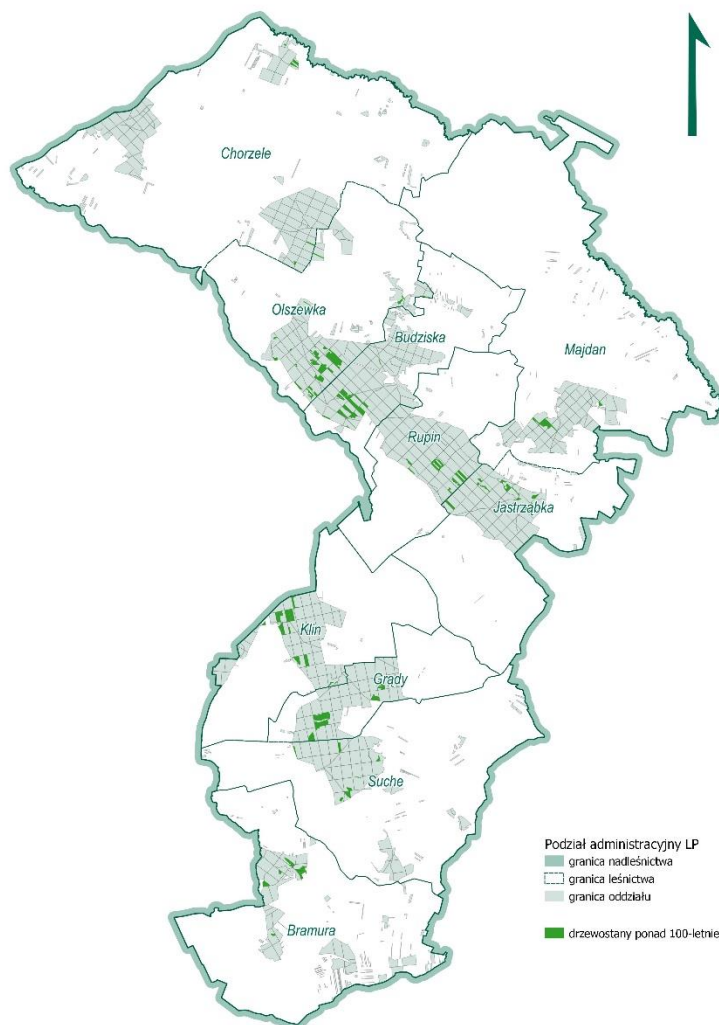 Chorzele
Olszewka
Budziska
Majdan
Rupin
Jastrząbka
Klin
Grądy
Suche
Bramura
Podział administracyjny LP
granica nadleśnictwa
granica leśnictwa
granica oddziału
drzewostany ponad 100-letnie